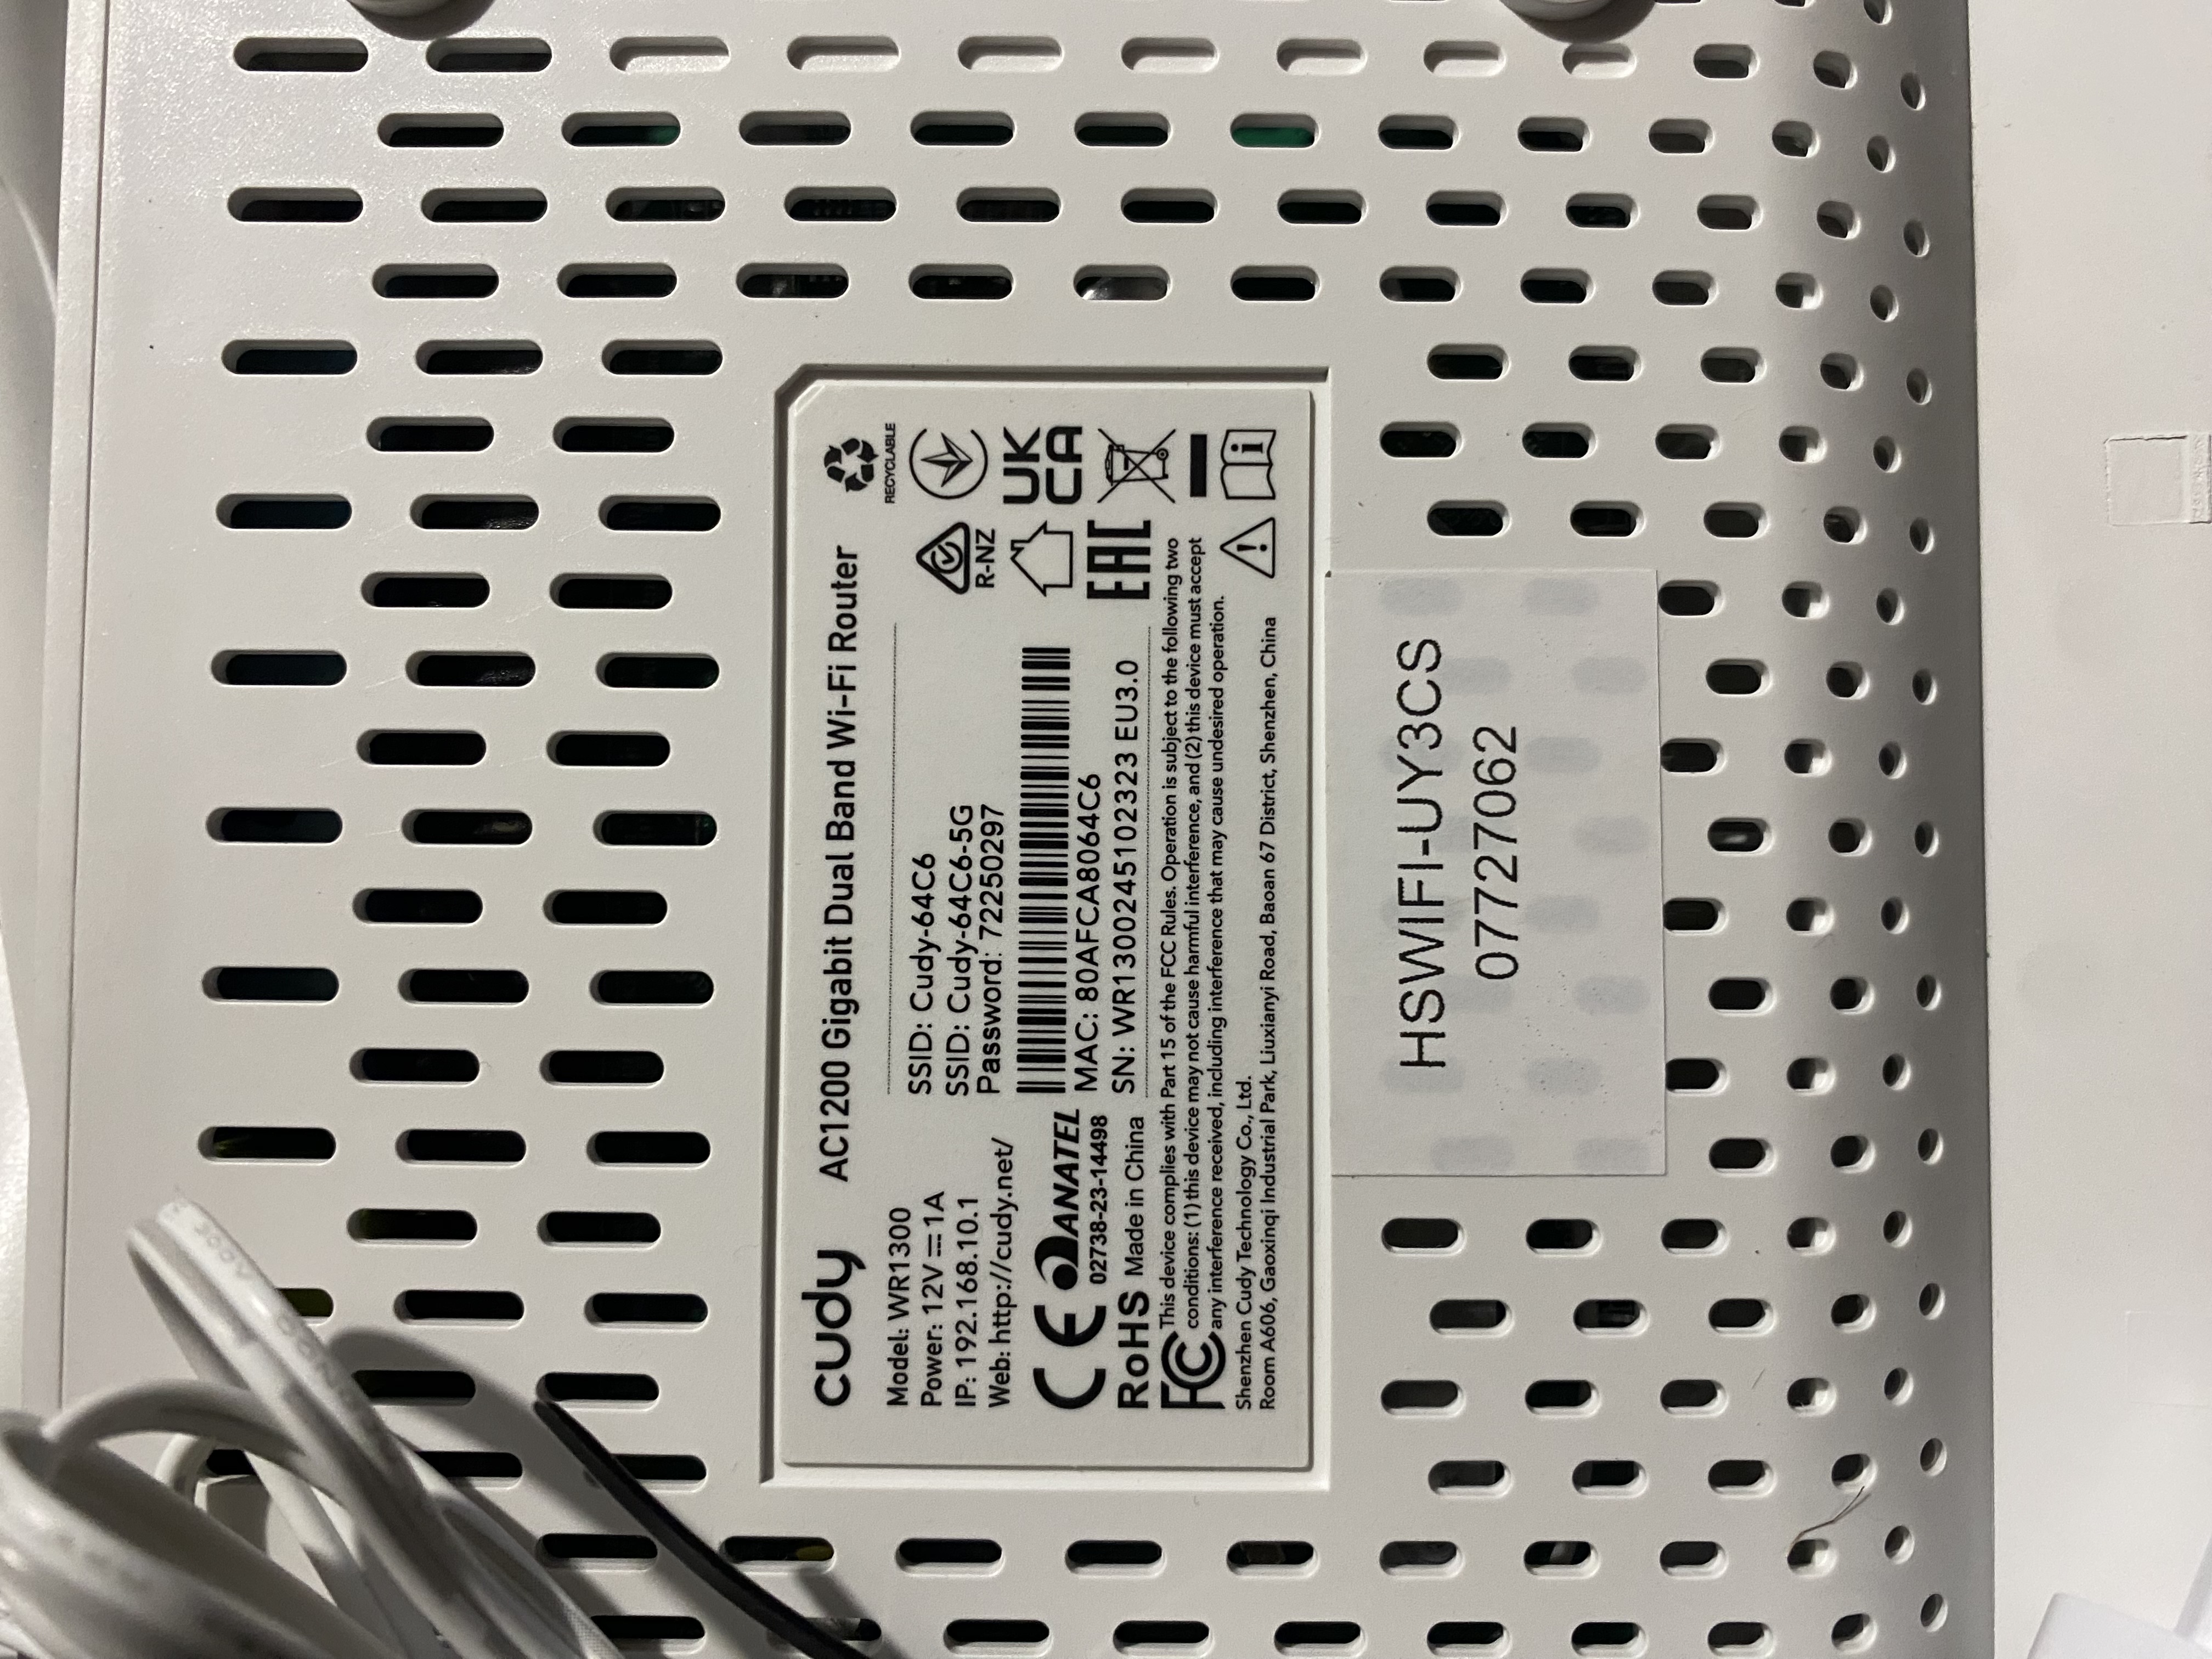 cudy
AC1200 Gigabit Dual Band Wi-Fi Router
Model: WR1300
Power: 12V⎓1A
IP: 192.168.10.1
Web: http://cudy.net/
SSID: Cudy-64C6
SSID: Cudy-64C6-5G
Password: 72250297
MAC: 80AFCA8064C6
SN: WR1300245102323 EU3.0
RECYCLABLE
R-NZ
UK
CA
EAC
CE
ANATEL
02738-23-14498
RoHS Made in China
FC
This device complies with Part 15 of the FCC Rules. Operation is subject to the following two
conditions: (1) this device may not cause harmful interference, and (2) this device must accept
any interference received, including interference that may cause undesired operation.
Shenzhen Cudy Technology Co., Ltd.
Room A606, Gaoxinqi Industrial Park, Liuxianyi Road, Baoan 67 District, Shenzhen, China
HSWIFI-UY3CS
07727062
300V